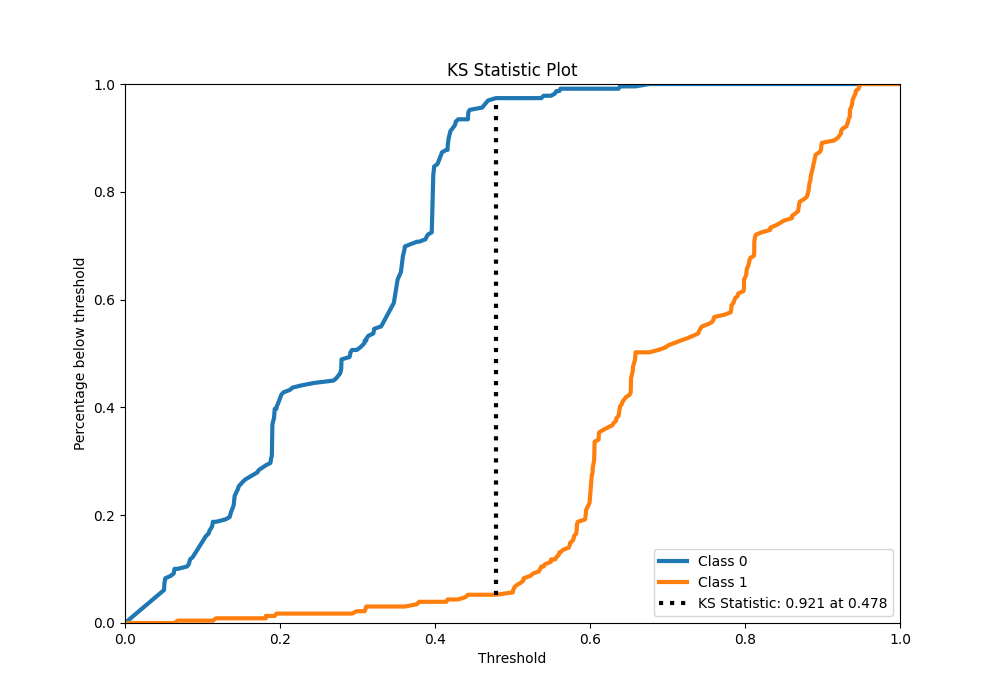 KS Statistic Plot
1.0
0.8
0.6
0.4
0.2
0.0
Percentage below threshold
0.0 0.2 0.4 0.6 0.8 1.0
Threshold
Class 0
Class 1
KS Statistic: 0.921 at 0.478